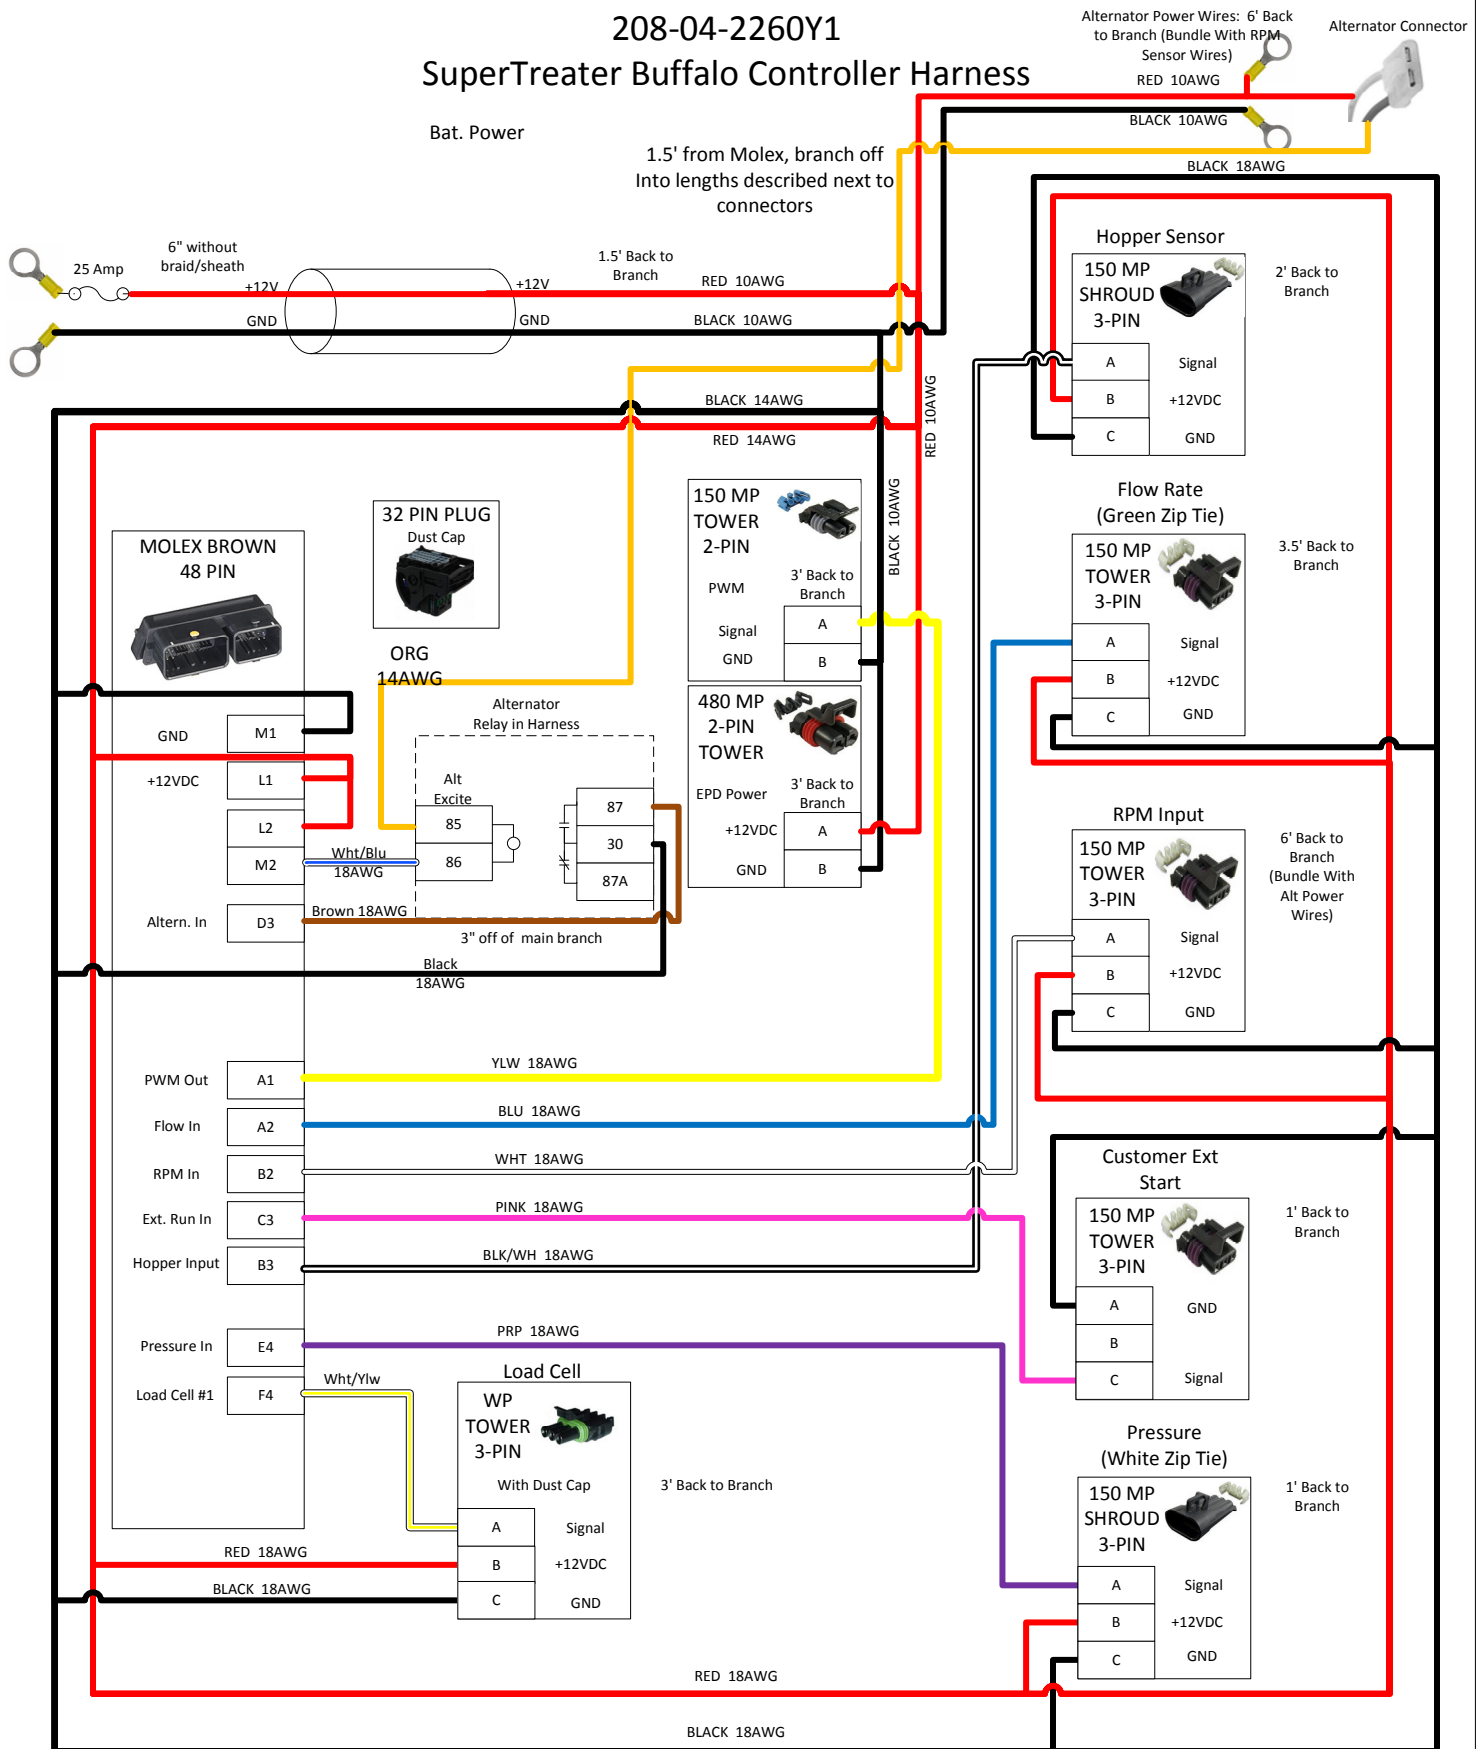 208-04-2260Y1
SuperTreater Buffalo Controller Harness
Alternator Power Wires: 6' Back
to Branch (Bundle With RPM
Sensor Wires)
Alternator Connector
RED 10AWG
BLACK 10AWG
Bat. Power
1.5' from Molex, branch off
Into lengths described next to
connectors
BLACK 18AWG
6" without
braid/sheath
25 Amp
+12V
GND
1.5' Back to
Branch
+12V
GND
RED 10AWG
BLACK 10AWG
BLACK 14AWG
RED 14AWG
RED 10AWG
BLACK 10AWG
Hopper Sensor
150 MP
SHROUD
3-PIN
2' Back to
Branch
A
Signal
B
+12VDC
C
GND
Flow Rate
(Green Zip Tie)
150 MP
TOWER
3-PIN
3.5' Back to
Branch
A
Signal
B
+12VDC
C
GND
RPM Input
150 MP
TOWER
3-PIN
6' Back to
Branch
(Bundle With
Alt Power
Wires)
A
Signal
B
+12VDC
C
GND
Customer Ext
Start
150 MP
TOWER
3-PIN
1' Back to
Branch
A
GND
B
C
Signal
Pressure
(White Zip Tie)
150 MP
SHROUD
3-PIN
1' Back to
Branch
A
Signal
B
+12VDC
C
GND
150 MP
TOWER
2-PIN
PWM
3' Back to
Branch
Signal
A
GND
B
480 MP
2-PIN
TOWER
EPD Power
3' Back to
Branch
+12VDC
A
GND
B
32 PIN PLUG
Dust Cap
ORG
14AWG
Alternator
Relay in Harness
Alt
Excite
85
86
87
30
87A
3" off of main branch
MOLEX BROWN
48 PIN
GND
M1
+12VDC
L1
L2
M2
Wht/Blu
18AWG
Altern. In
D3
Brown 18AWG
Black
18AWG
PWM Out
A1
YLW 18AWG
Flow In
A2
BLU 18AWG
RPM In
B2
WHT 18AWG
Ext. Run In
C3
PINK 18AWG
Hopper Input
B3
BLK/WH 18AWG
Pressure In
E4
PRP 18AWG
Load Cell #1
F4
Wht/Ylw
Load Cell
WP
TOWER
3-PIN
With Dust Cap
3' Back to Branch
A
Signal
B
+12VDC
C
GND
RED 18AWG
BLACK 18AWG
RED 18AWG
BLACK 18AWG